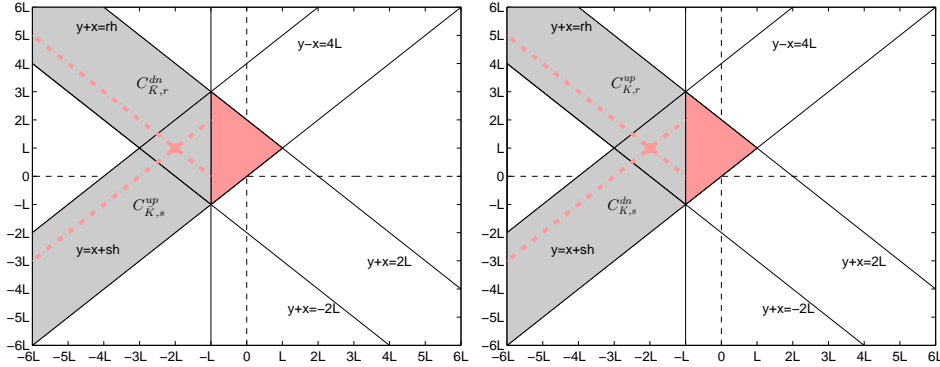 6L
y+x=rh
5L
y−x=4L
4L
C^{dn}_{K,r}
3L
2L
L
0
−L
C^{up}_{K,s}
−2L
y=x+sh
−3L
y+x=2L
−4L
y+x=−2L
−5L
−6L
−6L −5L −4L −3L −2L −L 0 L 2L 3L 4L 5L 6L
6L
y+x=rh
5L
y−x=4L
4L
C^{up}_{K,r}
3L
2L
L
0
−L
C^{dn}_{K,s}
−2L
y=x+sh
−3L
y+x=2L
−4L
y+x=−2L
−5L
−6L
−6L −5L −4L −3L −2L −L 0 L 2L 3L 4L 5L 6L